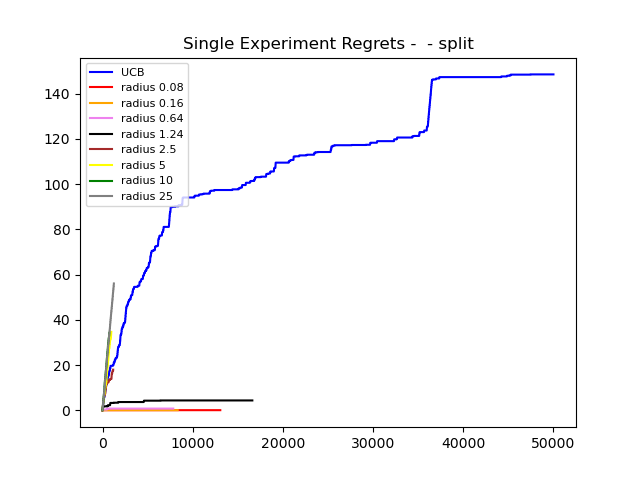 Single Experiment Regrets -  - split
UCB
radius 0.08
radius 0.16
radius 0.64
radius 1.24
radius 2.5
radius 5
radius 10
radius 25
140
120
100
80
60
40
20
0
0 10000 20000 30000 40000 50000